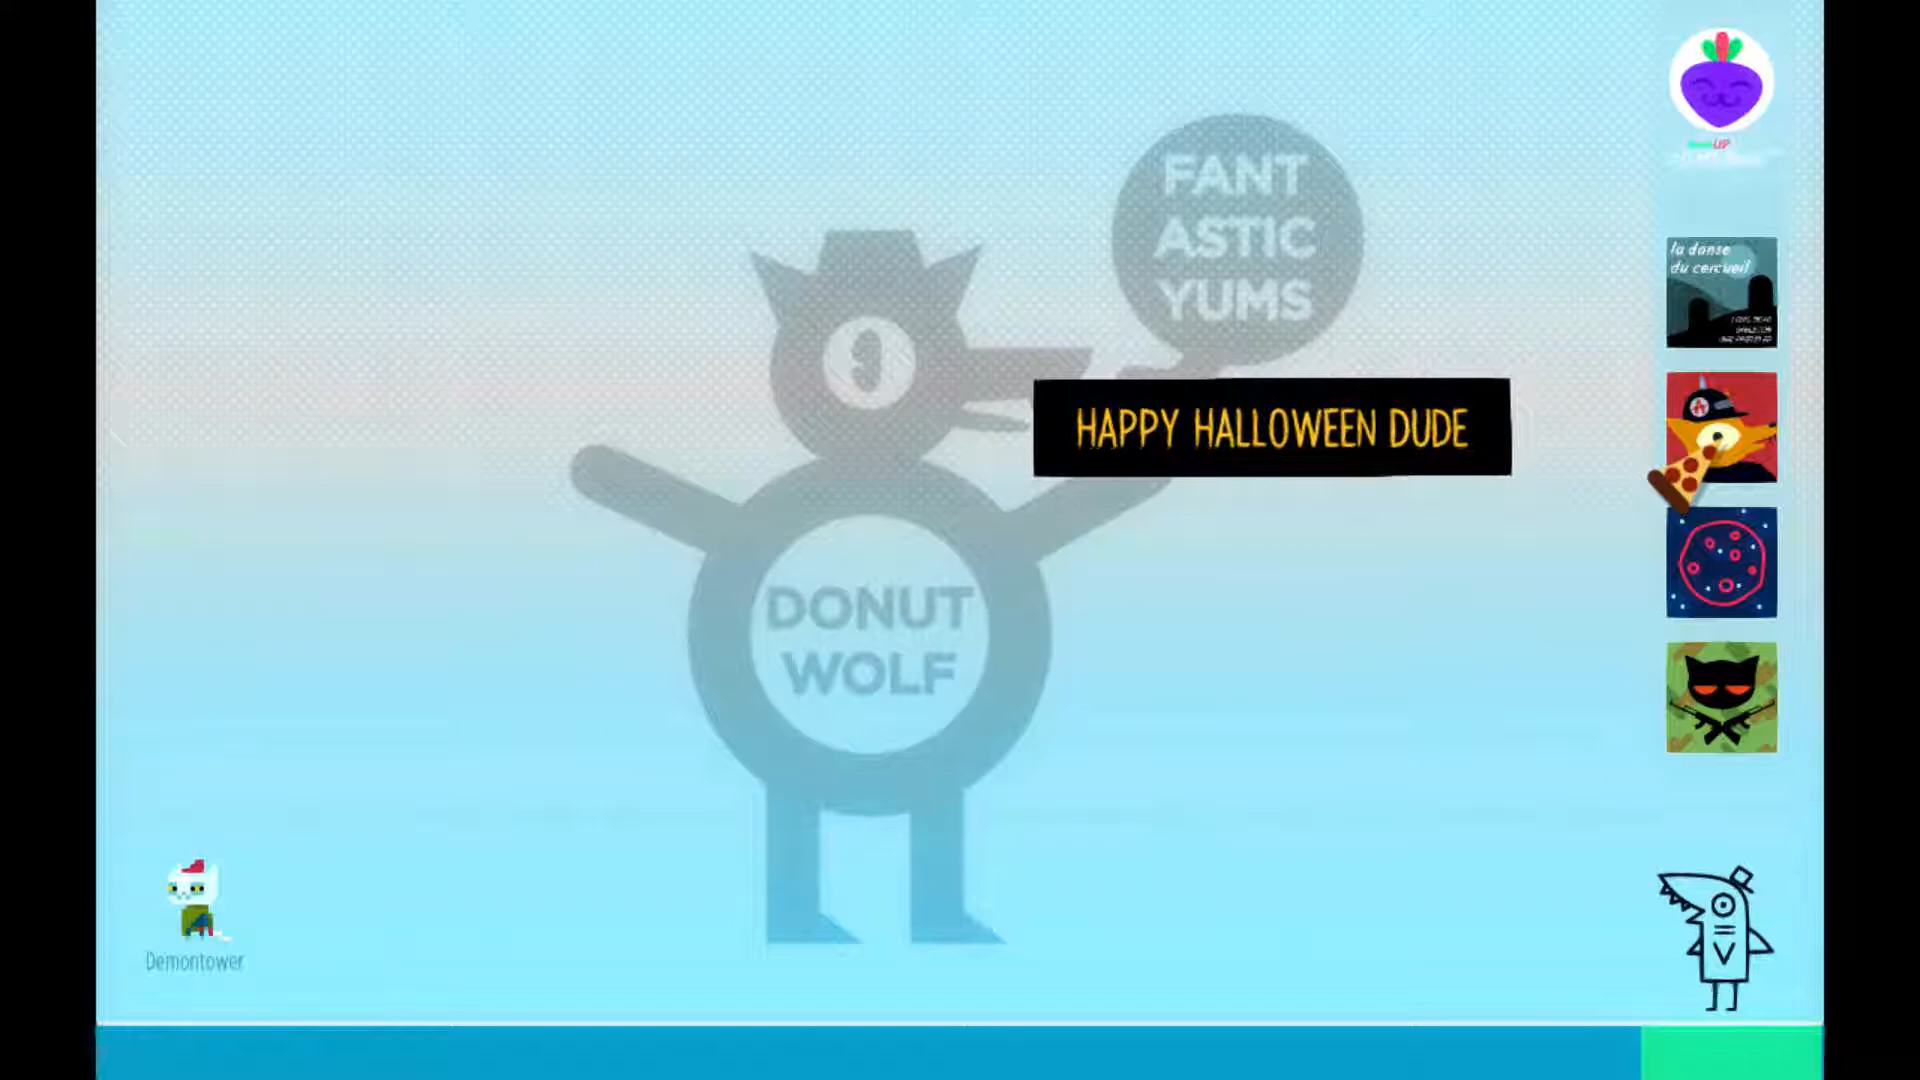 FANT
ASTIC
YUMS
la danse
du cercueil
HAPPY HALLOWEEN DUDE
DONUT
WOLF
Demontower